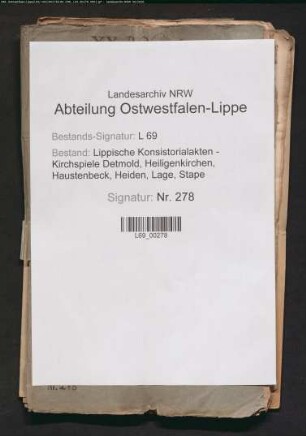 Landesarchiv NRW
Abteilung Ostwestfalen-Lippe
Bestands-Signatur: L 69
Bestand: Lippische Konsistorialakten -
Kirchspiele Detmold, Heiligenkirchen,
Haustenbeck, Heiden, Lage, Stape
Signatur: Nr. 278
L69_00278